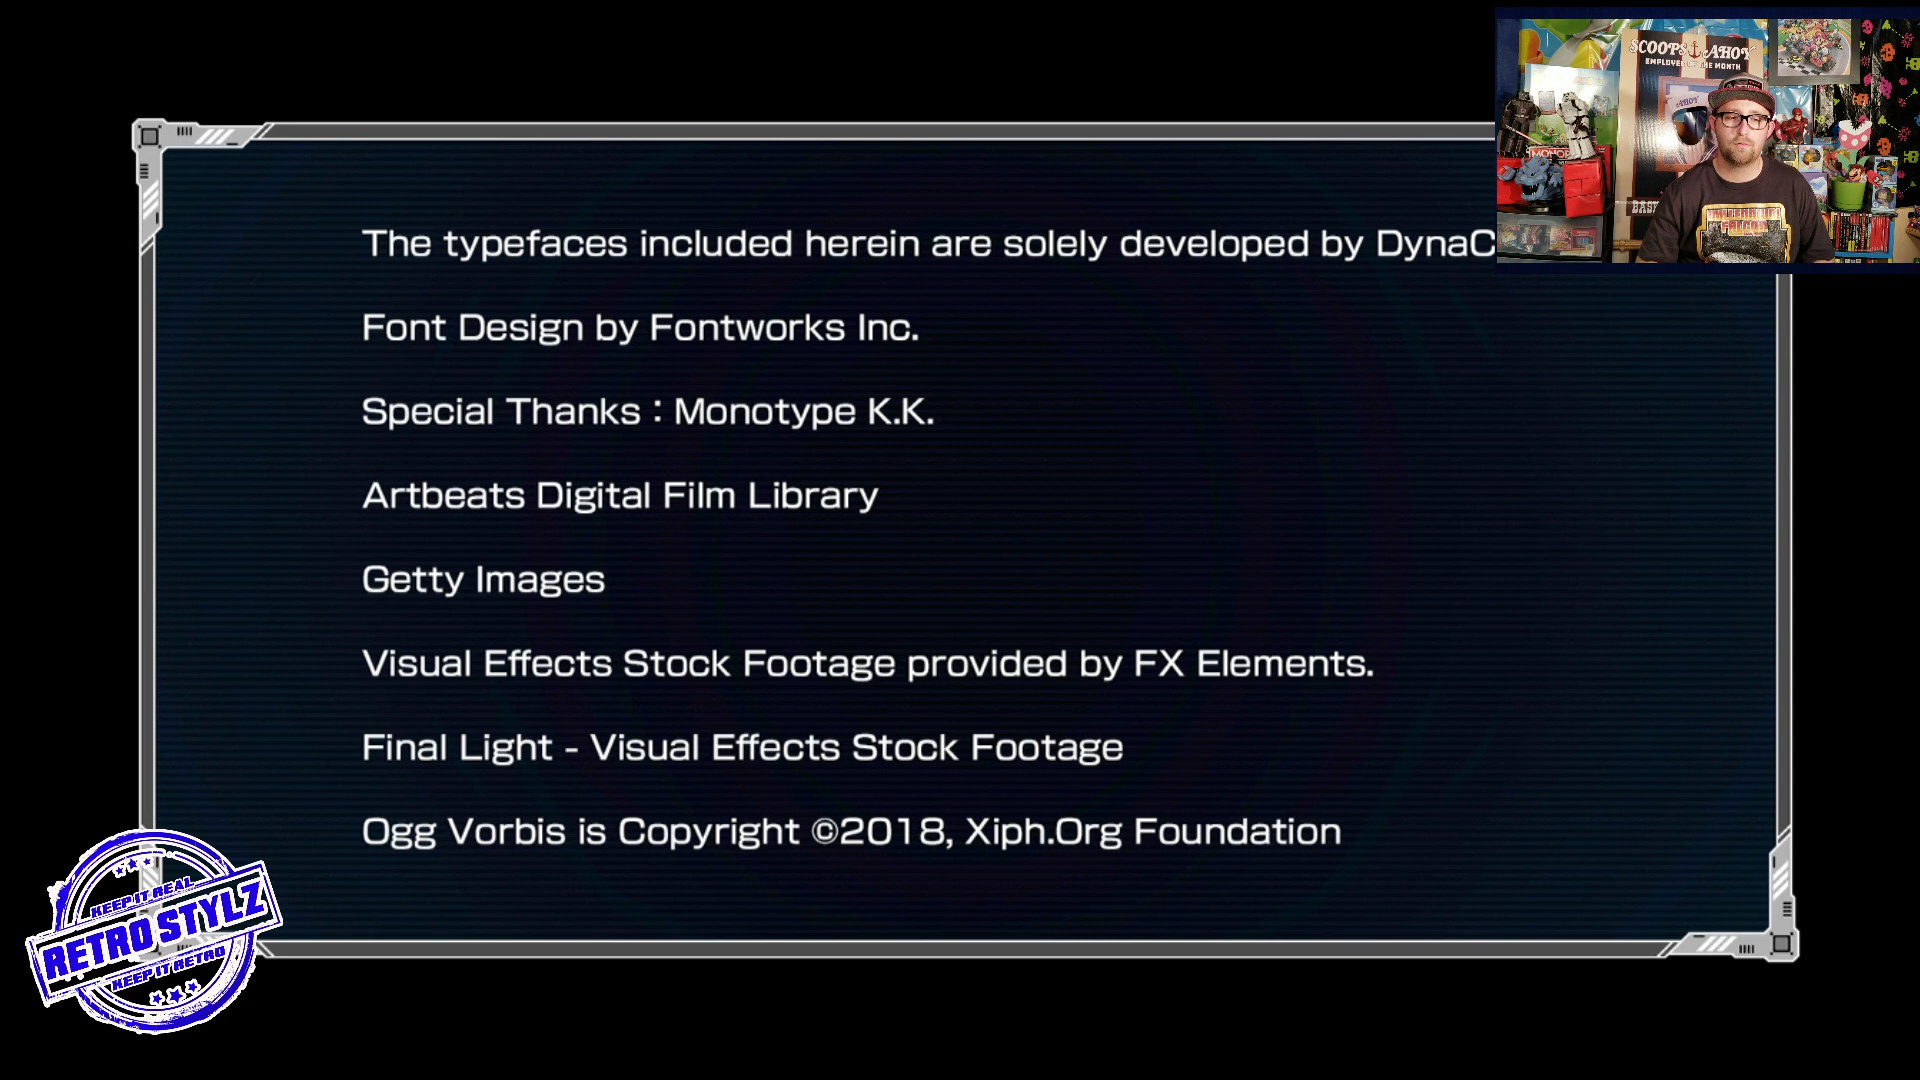 SCOOPS AHOY
EMPLOYEE OF THE MONTH
AHOY
The typefaces included herein are solely developed by DynaC
Font Design by Fontworks Inc.
Special Thanks : Monotype K.K.
Artbeats Digital Film Library
Getty Images
Visual Effects Stock Footage provided by FX Elements.
Final Light - Visual Effects Stock Footage
Ogg Vorbis is Copyright ©2018, Xiph.Org Foundation
KEEP IT REAL
RETRO STYLZ
KEEP IT RETRO